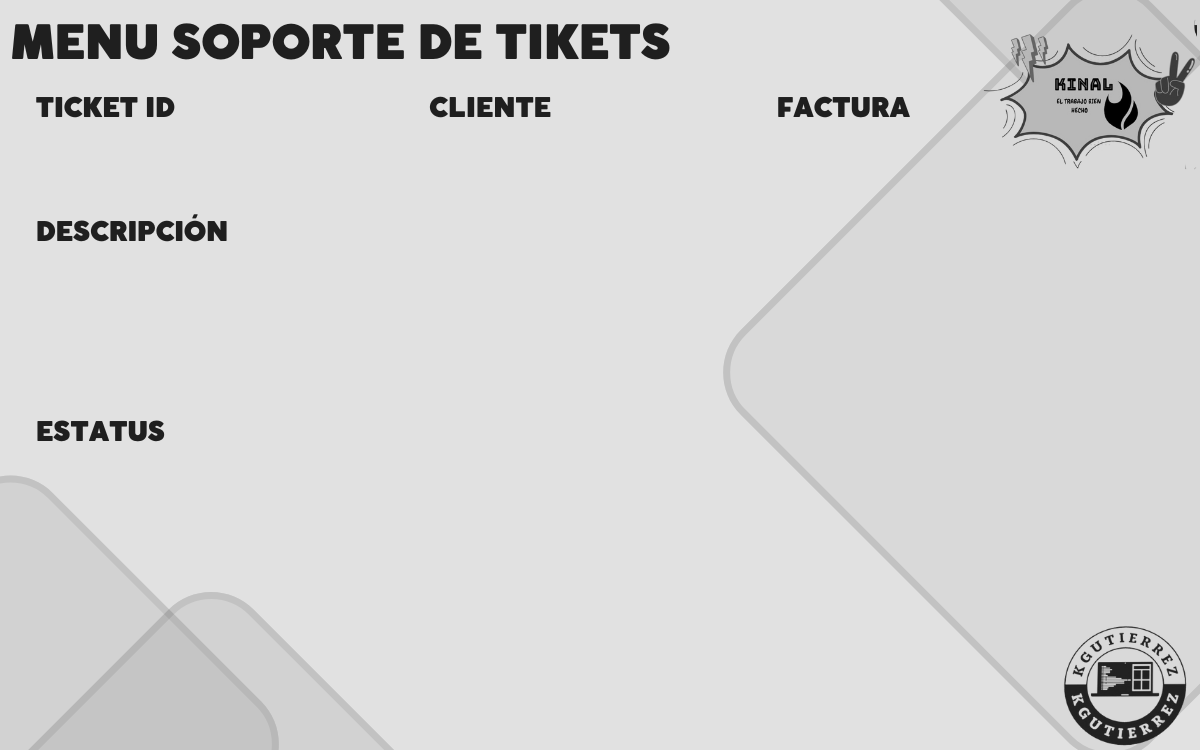 MENU SOPORTE DE TIKETS
TICKET ID
CLIENTE
FACTURA
KINAL
EL TRABAJO BIEN
HECHO
DESCRIPCIÓN
ESTATUS
KGUTIERREZ
KGUTIERREZ